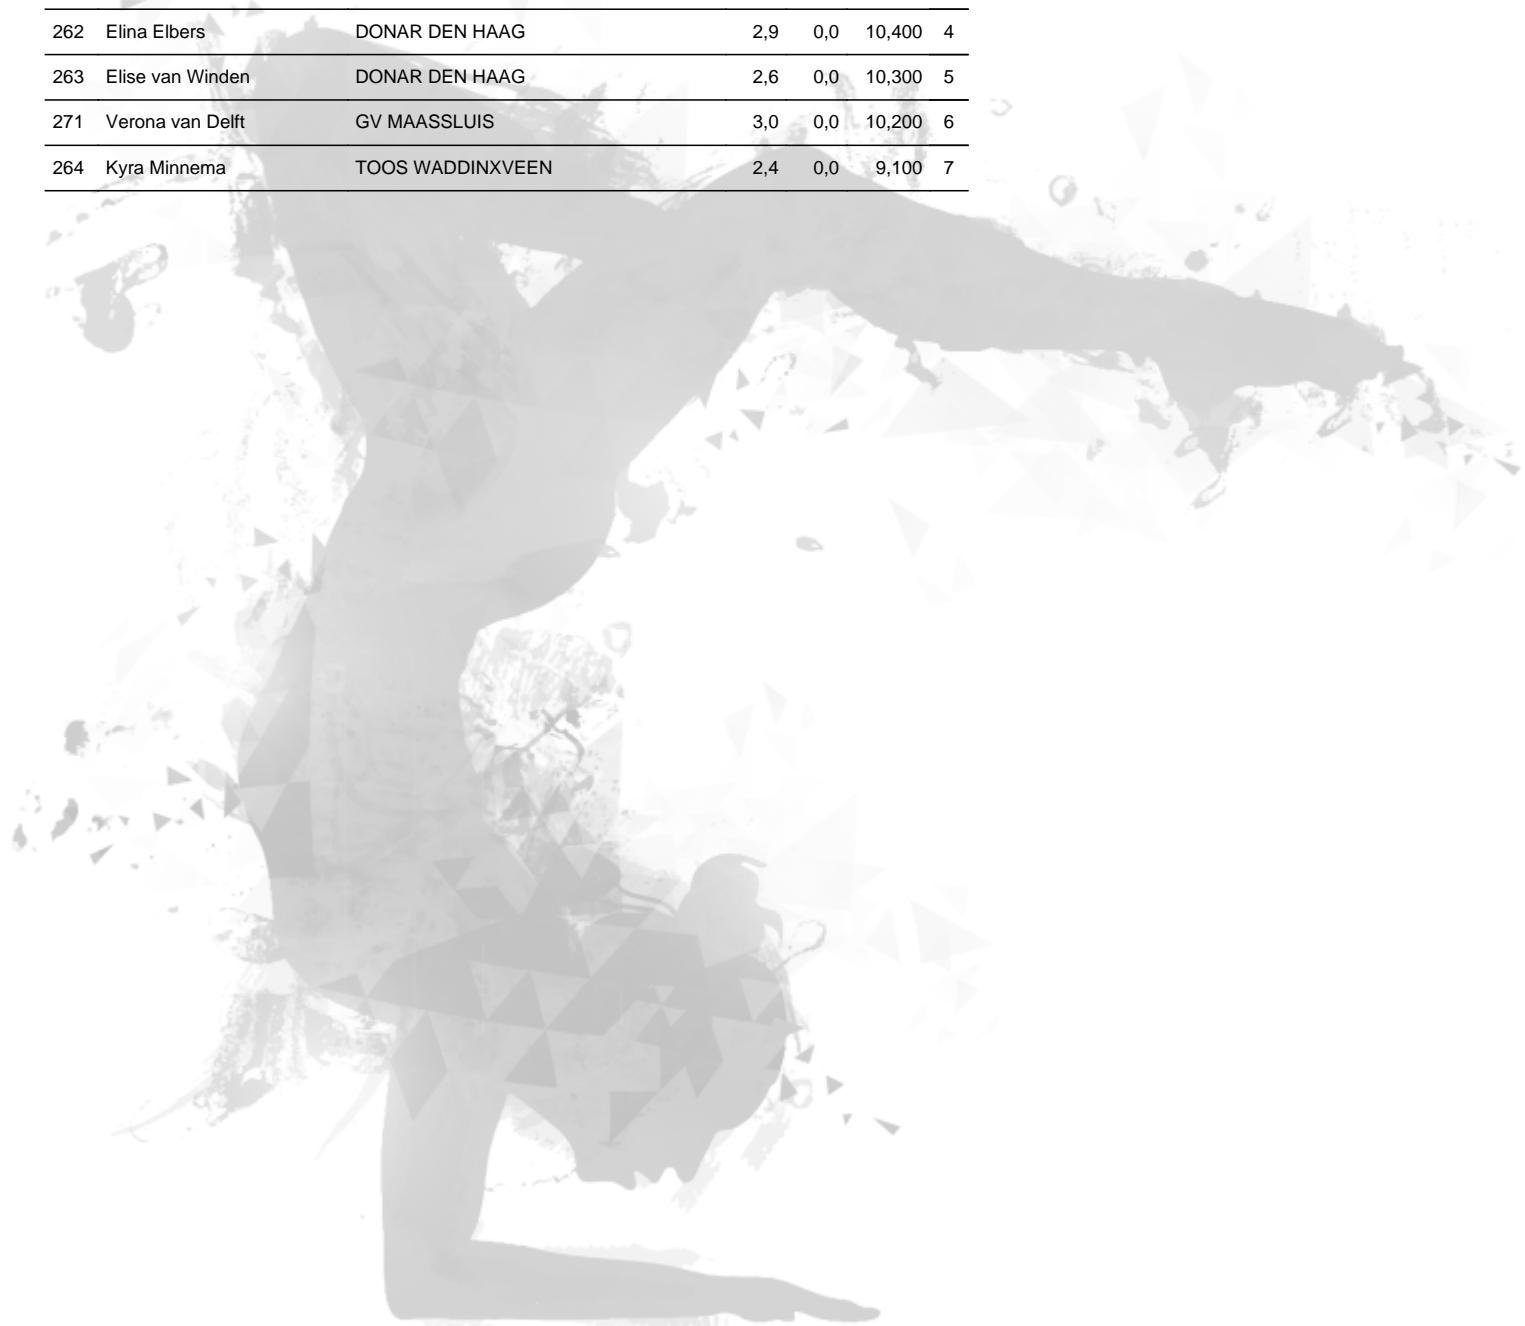 262 Elina Elbers DONAR DEN HAAG 2,9 0,0 10,400 4
263 Elise van Winden DONAR DEN HAAG 2,6 0,0 10,300 5
271 Verona van Delft GV MAASSLUIS 3,0 0,0 10,200 6
264 Kyra Minnema TOOS WADDINXVEEN 2,4 0,0 9,100 7